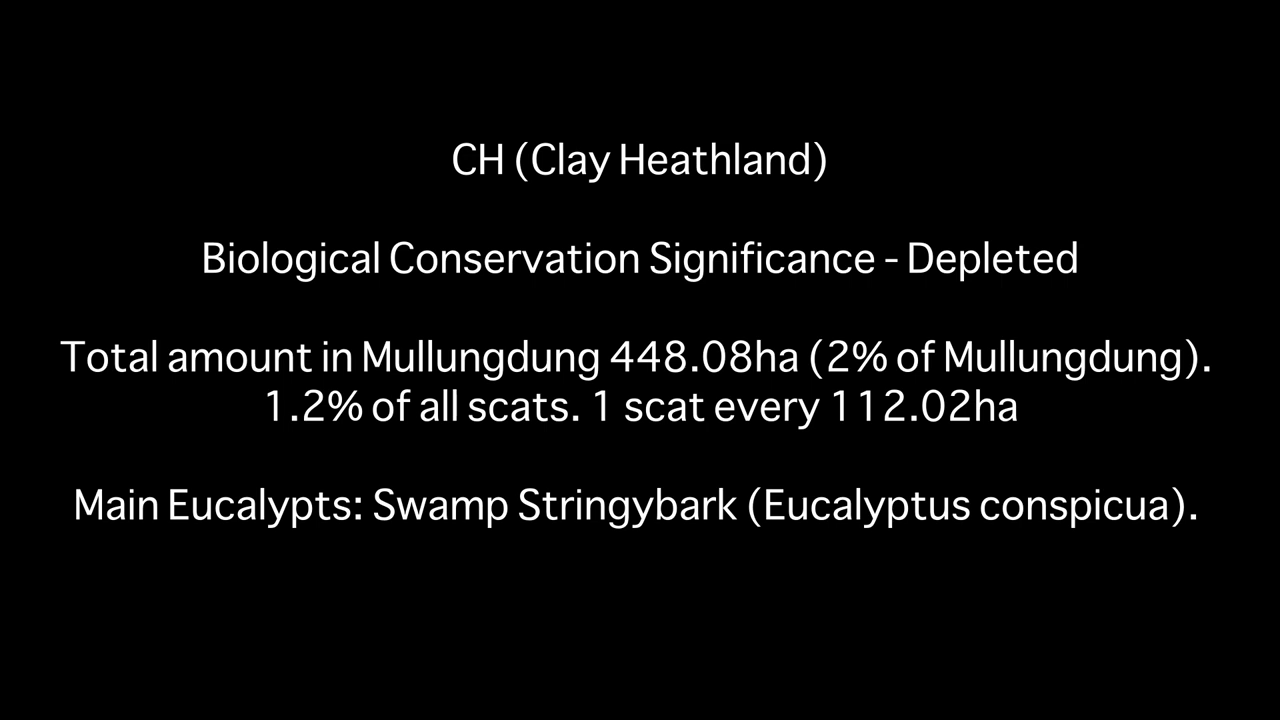 CH (Clay Heathland)
Biological Conservation Significance - Depleted
Total amount in Mullungdung 448.08ha (2% of Mullungdung).
1.2% of all scats. 1 scat every 112.02ha
Main Eucalypts: Swamp Stringybark (Eucalyptus conspicua).